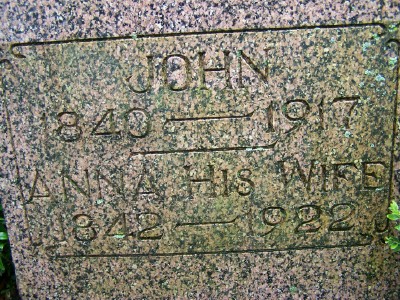 JOHN
1840 — 1917
ANNA HIS WIFE
1842 — 1922